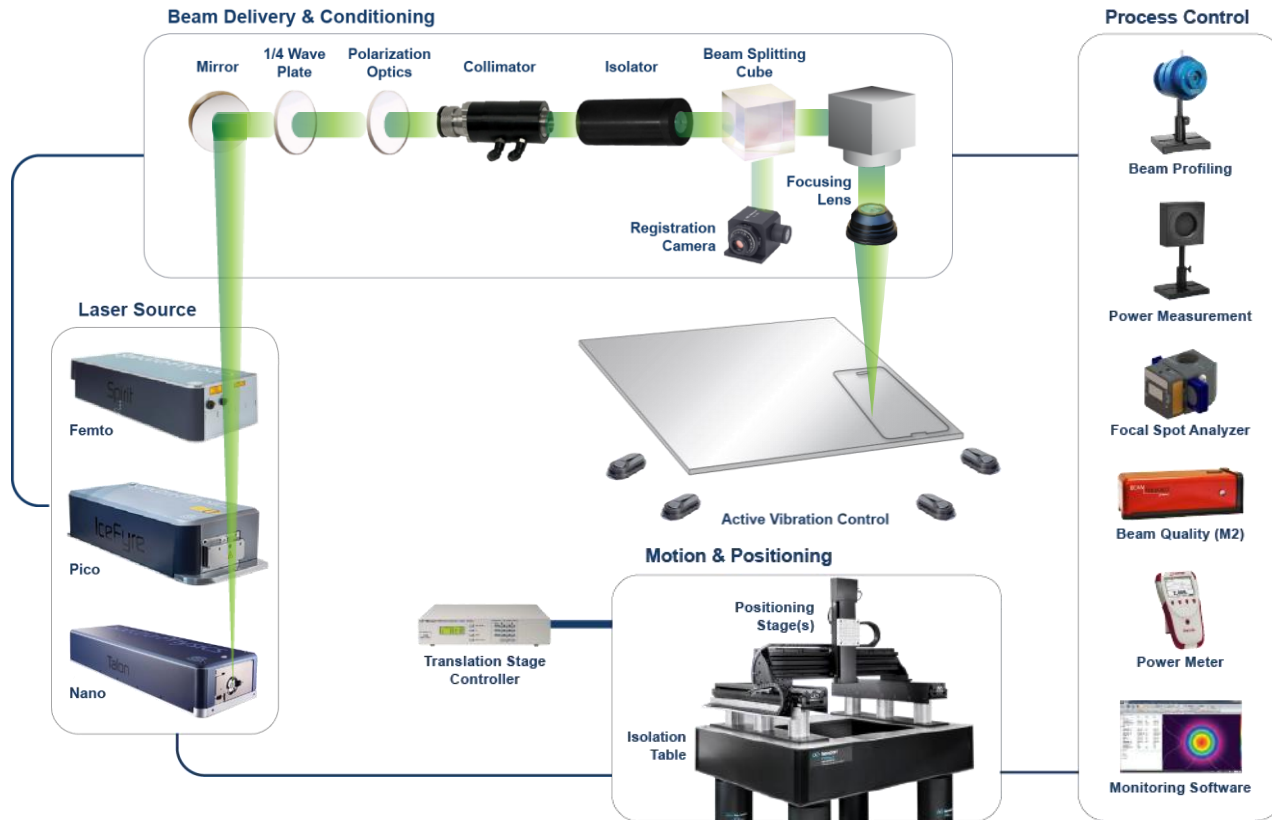 Beam Delivery & Conditioning
Process Control
Mirror
1/4 Wave
Plate
Polarization
Optics
Collimator
Isolator
Beam Splitting
Cube
Focusing
Lens
Registration
Camera
Beam Profiling
Power Measurement
Focal Spot Analyzer
Beam Quality (M2)
Power Meter
Monitoring Software
Laser Source
Spirit
Femto
IceFyre
Pico
Talon
Nano
Active Vibration Control
Motion & Positioning
Positioning
Stage(s)
Translation Stage
Controller
Isolation
Table
Newport
BEAM